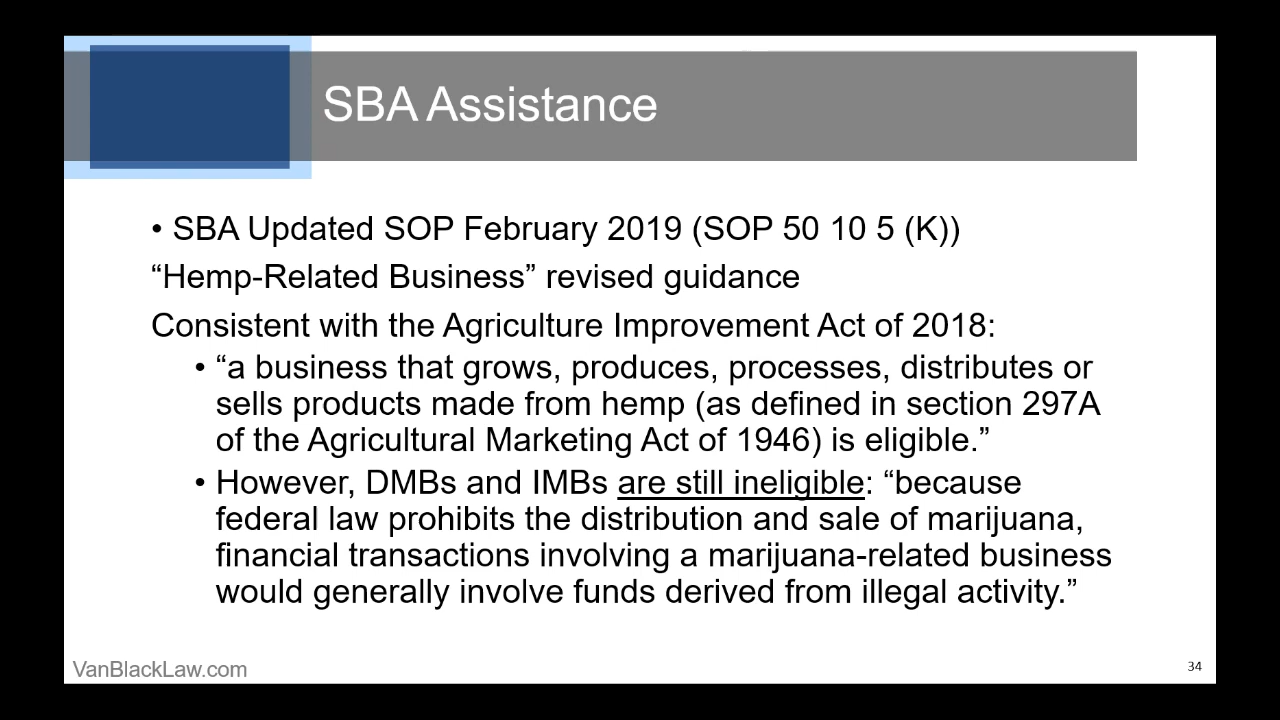 SBA Assistance
• SBA Updated SOP February 2019 (SOP 50 10 5 (K))
“Hemp-Related Business” revised guidance
Consistent with the Agriculture Improvement Act of 2018:
• “a business that grows, produces, processes, distributes or
sells products made from hemp (as defined in section 297A
of the Agricultural Marketing Act of 1946) is eligible.”
• However, DMBs and IMBs are still ineligible: “because
federal law prohibits the distribution and sale of marijuana,
financial transactions involving a marijuana-related business
would generally involve funds derived from illegal activity.”
VanBlackLaw.com
34